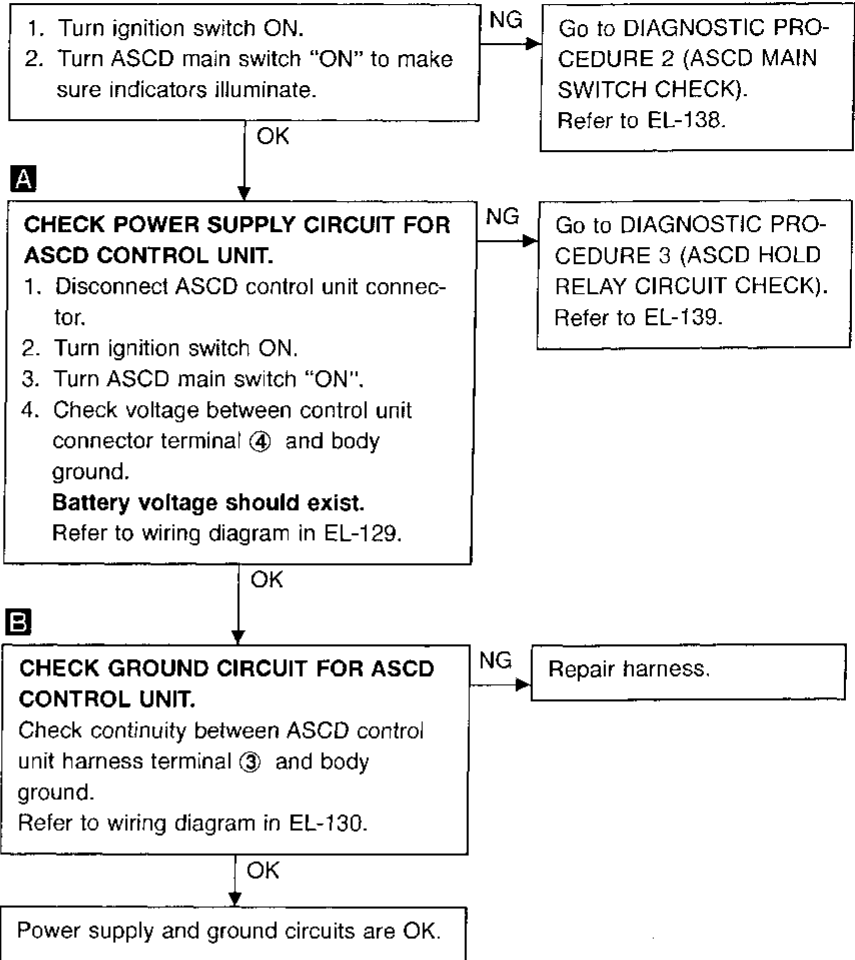 1. Turn ignition switch ON.
2. Turn ASCD main switch “ON” to make
sure indicators illuminate.
NG
Go to DIAGNOSTIC PRO-
CEDURE 2 (ASCD MAIN
SWITCH CHECK).
Refer to EL-138.
OK
A
CHECK POWER SUPPLY CIRCUIT FOR
ASCD CONTROL UNIT.
1. Disconnect ASCD control unit connec-
tor.
2. Turn ignition switch ON.
3. Turn ASCD main switch “ON”.
4. Check voltage between control unit
connector terminal ④ and body
ground.
Battery voltage should exist.
Refer to wiring diagram in EL-129.
NG
Go to DIAGNOSTIC PRO-
CEDURE 3 (ASCD HOLD
RELAY CIRCUIT CHECK).
Refer to EL-139.
OK
B
CHECK GROUND CIRCUIT FOR ASCD
CONTROL UNIT.
Check continuity between ASCD control
unit harness terminal ③ and body
ground.
Refer to wiring diagram in EL-130.
NG
Repair harness.
OK
Power supply and ground circuits are OK.